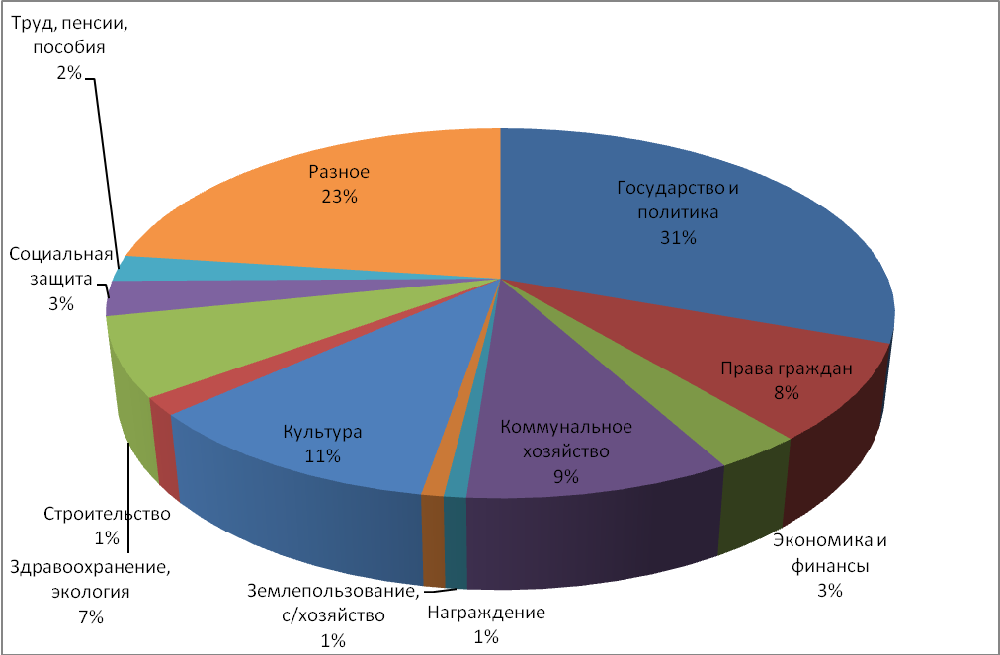 Труд, пенсии,
пособия
2%
Разное
23%
Государство и
политика
31%
Социальная
защита
3%
Права граждан
8%
Культура
11%
Коммунальное
хозяйство
9%
Строительство
1%
Экономика и
финансы
3%
Здравоохранение,
экология
7%
Землепользование,
с/хозяйство
1%
Награждение
1%